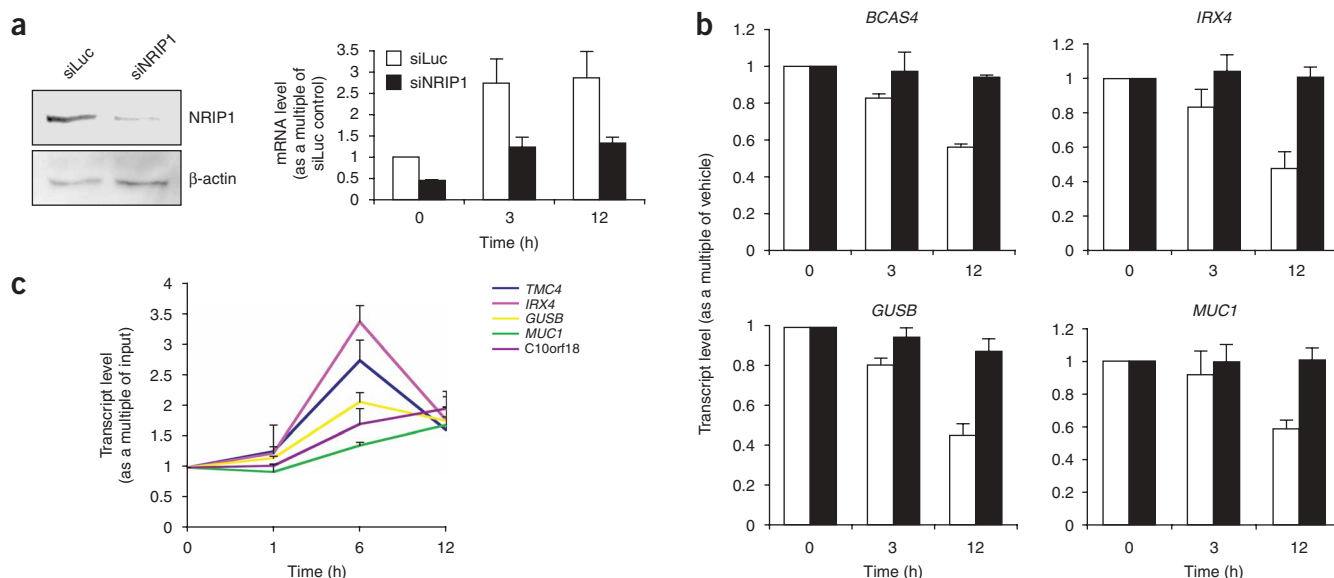 a
siLuc
siNRIP1
NRIP1
β-actin
mRNA level
(as a multiple of
siLuc control)
3.5
3
2.5
2
1.5
1
0.5
0
siLuc
siNRIP1
0 3 12
Time (h)
b
Transcript level (as a multiple of vehicle)
BCAS4
1.2
1
0.8
0.6
0.4
0.2
0
0 3 12
IRX4
1.2
1
0.8
0.6
0.4
0.2
0
0 3 12
GUSB
1
0.8
0.6
0.4
0.2
0
0 3 12
Time (h)
MUC1
1.2
1
0.8
0.6
0.4
0.2
0
0 3 12
Time (h)
c
Transcript level
(as a multiple of input)
4
3.5
3
2.5
2
1.5
1
0.5
0
TMC4
IRX4
GUSB
MUC1
C10orf18
0 1 6 12
Time (h)